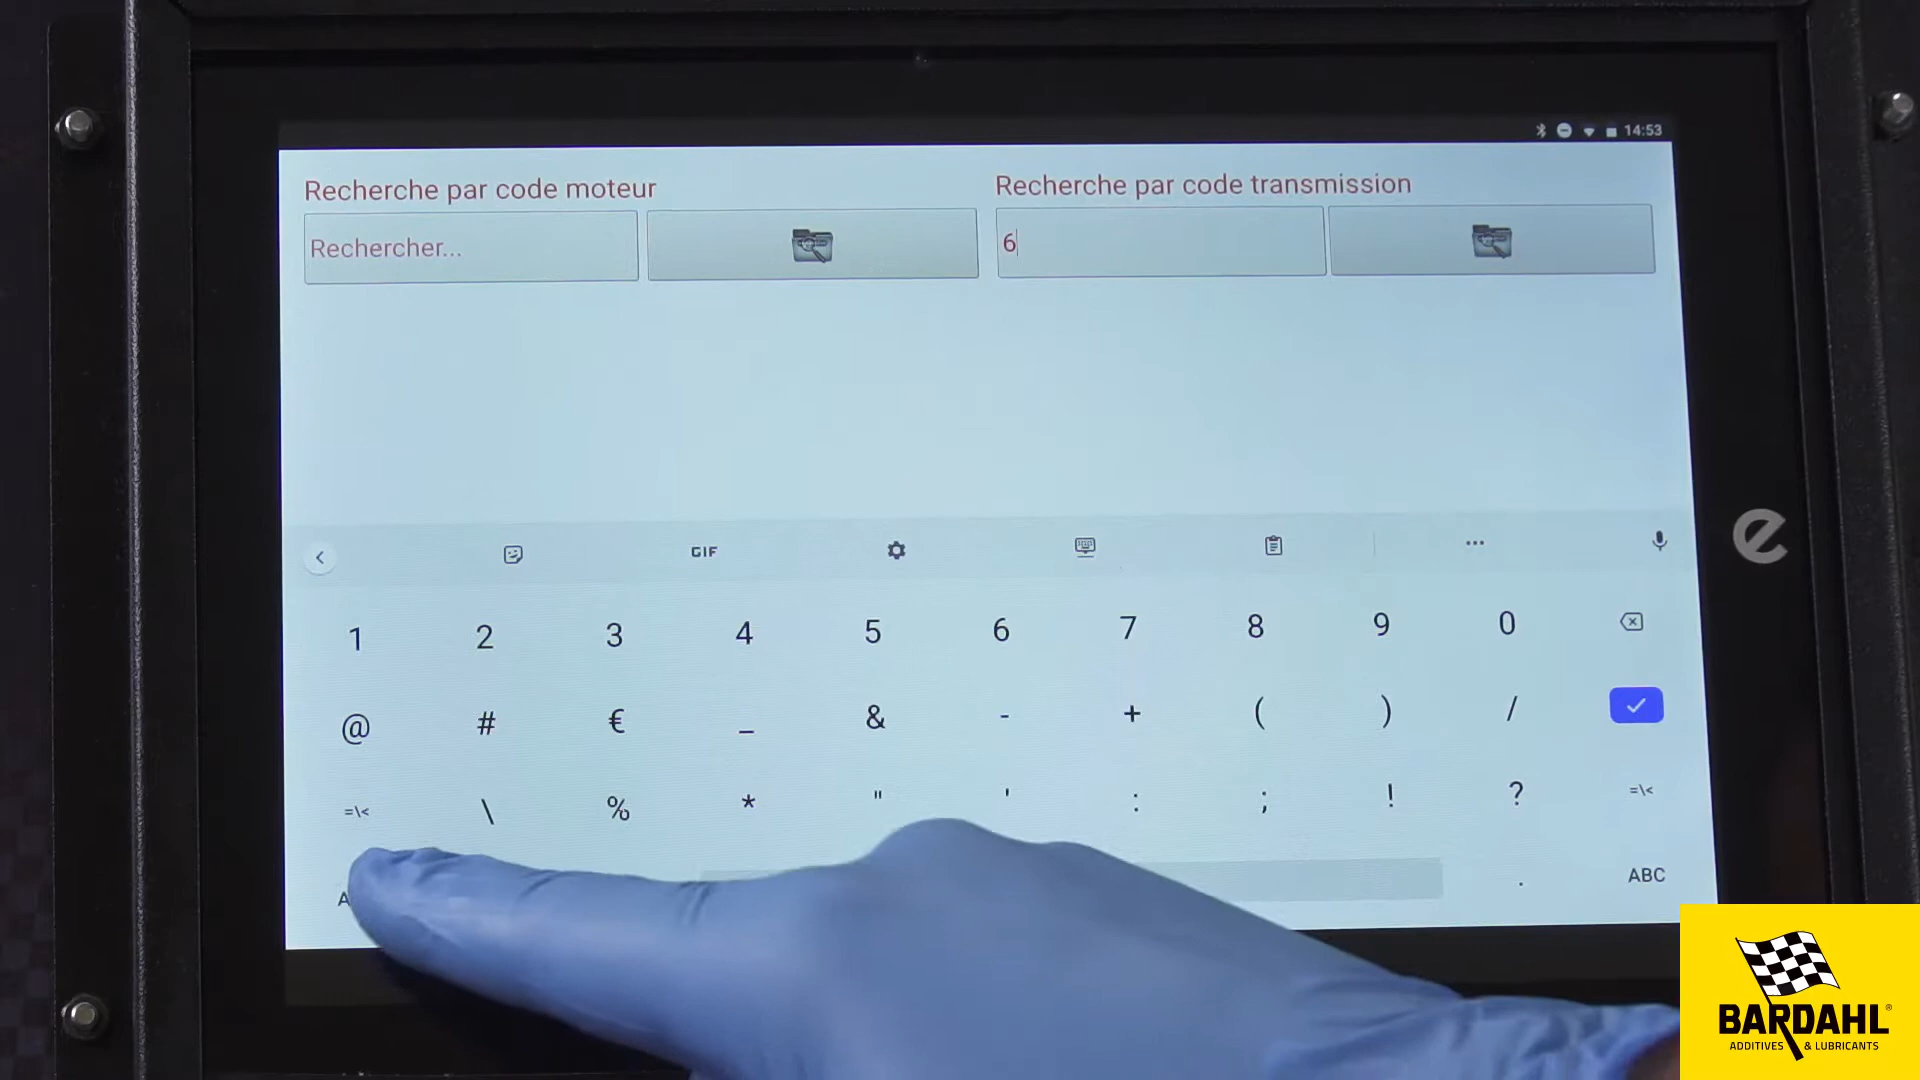 14:53
Recherche par code moteur
Recherche par code transmission
Rechercher...
6
GIF
1 2 3 4 5 6 7 8 9 0
@ # € _ & - + ( ) /
=\< \ % * " ' : ; ! ? =\<
. ABC
e
BARDAHL®
ADDITIVES & LUBRICANTS